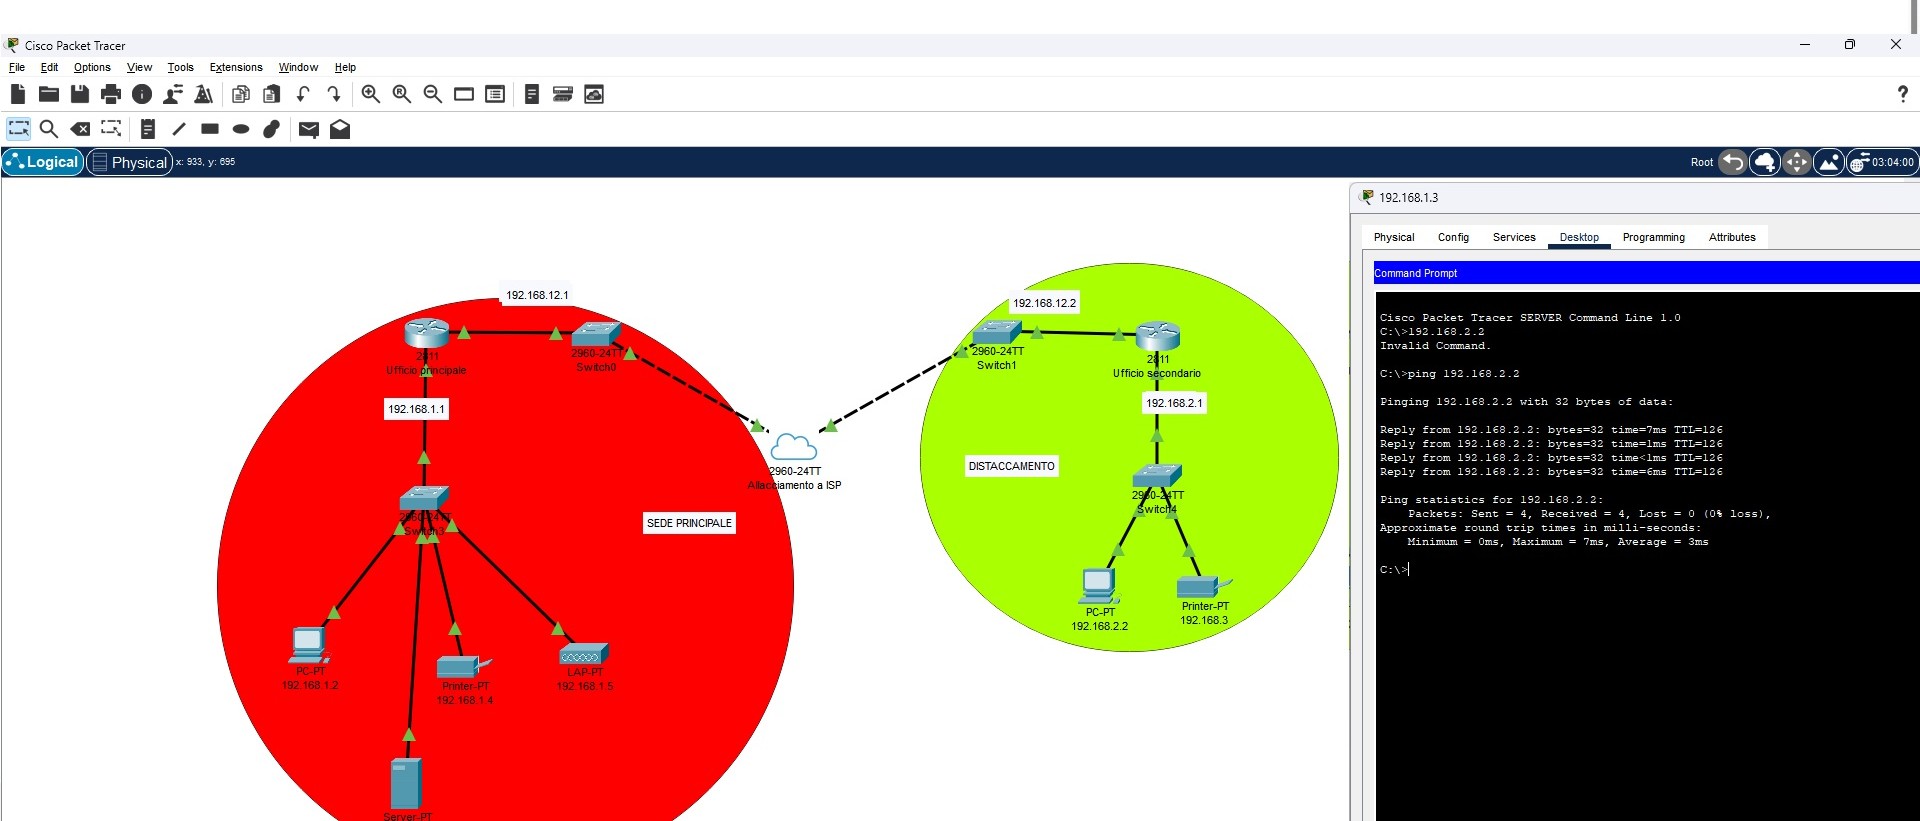 Cisco Packet Tracer
File Edit Options View Tools Extensions Window Help
Logical Physical x: 933, y: 695
Root 03:04:00
192.168.1.3
Physical Config Services Desktop Programming Attributes
Command Prompt
Cisco Packet Tracer SERVER Command Line 1.0
C:\>192.168.2.2
Invalid Command.
C:\>ping 192.168.2.2
Pinging 192.168.2.2 with 32 bytes of data:
Reply from 192.168.2.2: bytes=32 time=7ms TTL=126
Reply from 192.168.2.2: bytes=32 time=1ms TTL=126
Reply from 192.168.2.2: bytes=32 time<1ms TTL=126
Reply from 192.168.2.2: bytes=32 time=6ms TTL=126
Ping statistics for 192.168.2.2:
Packets: Sent = 4, Received = 4, Lost = 0 (0% loss),
Approximate round trip times in milli-seconds:
Minimum = 0ms, Maximum = 7ms, Average = 3ms
C:\>
192.168.12.1
2811
Ufficio principale
2960-24TT
Switch0
192.168.1.1
2960-24TT
Switch3
SEDE PRINCIPALE
PC-PT
192.168.1.2
Printer-PT
192.168.1.4
LAP-PT
192.168.1.5
Server-PT
2960-24TT
Allacciamento a ISP
192.168.12.2
2960-24TT
Switch1
2811
Ufficio secondario
192.168.2.1
DISTACCAMENTO
2960-24TT
Switch4
PC-PT
192.168.2.2
Printer-PT
192.168.3